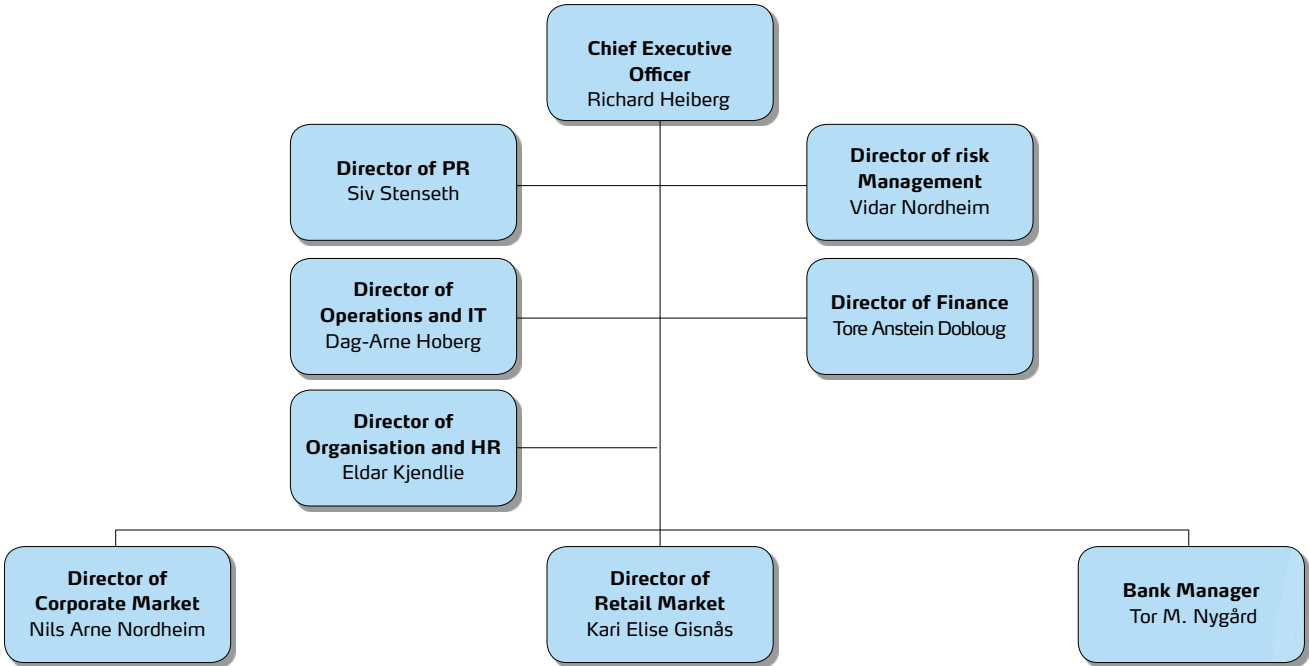 Chief Executive
Officer
Richard Heiberg
Director of PR
Siv Stenseth
Director of risk
Management
Vidar Nordheim
Director of
Operations and IT
Dag-Arne Hoberg
Director of Finance
Tore Anstein Dobloug
Director of
Organisation and HR
Eldar Kjendlie
Director of
Corporate Market
Nils Arne Nordheim
Director of
Retail Market
Kari Elise Gisnås
Bank Manager
Tor M. Nygård